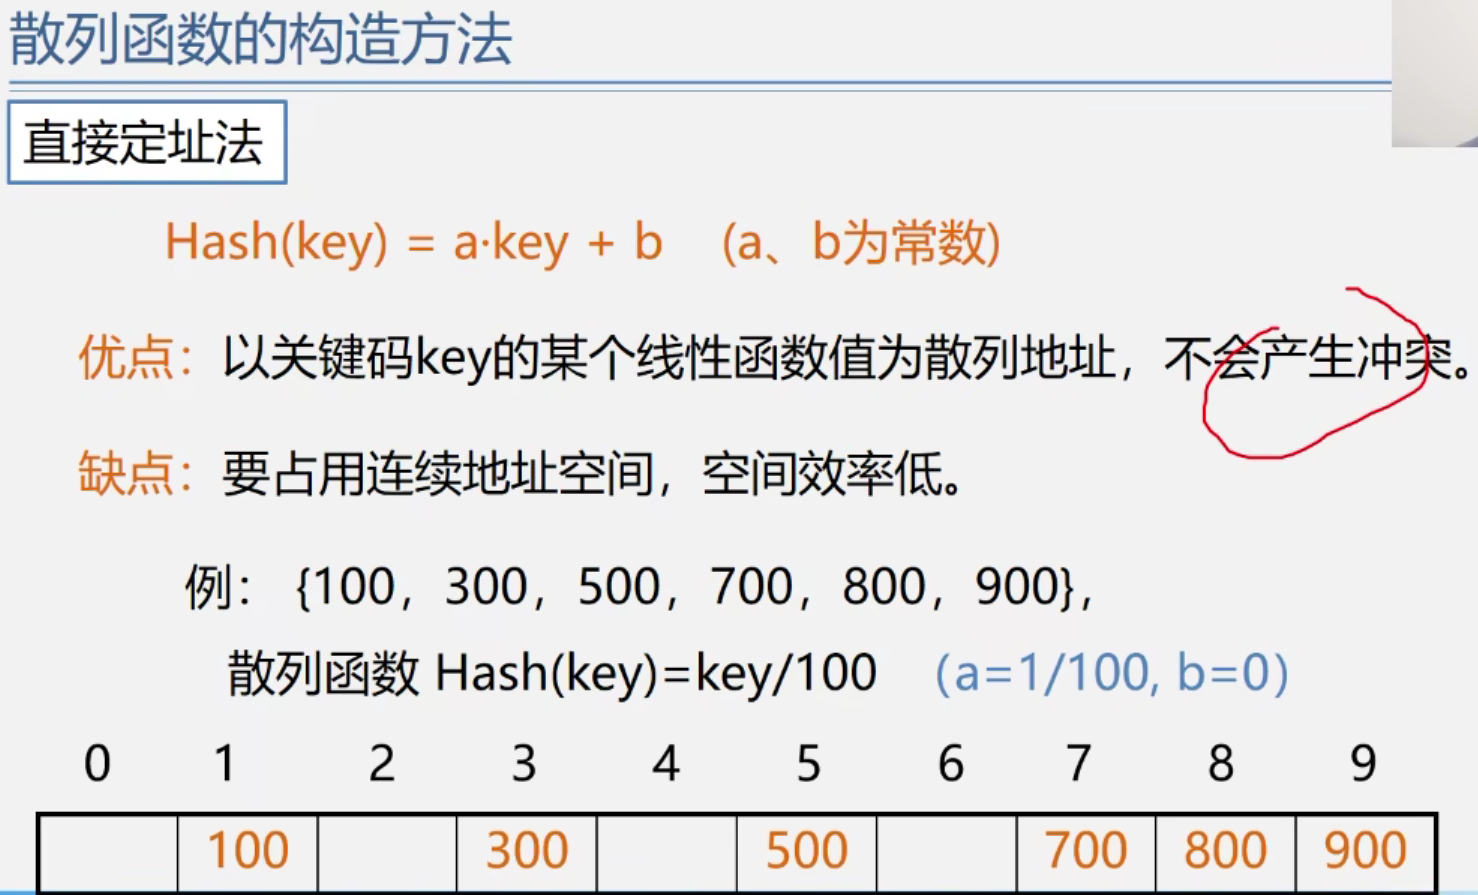 散列函数的构造方法
直接定址法
Hash(key) = a·key + b （a、b为常数）
优点：以关键码key的某个线性函数值为散列地址，不会产生冲突。
缺点：要占用连续地址空间，空间效率低。
例： {100，300，500，700，800，900}，
散列函数 Hash(key)=key/100 （a=1/100, b=0）
0 1 2 3 4 5 6 7 8 9
100 300 500 700 800 900